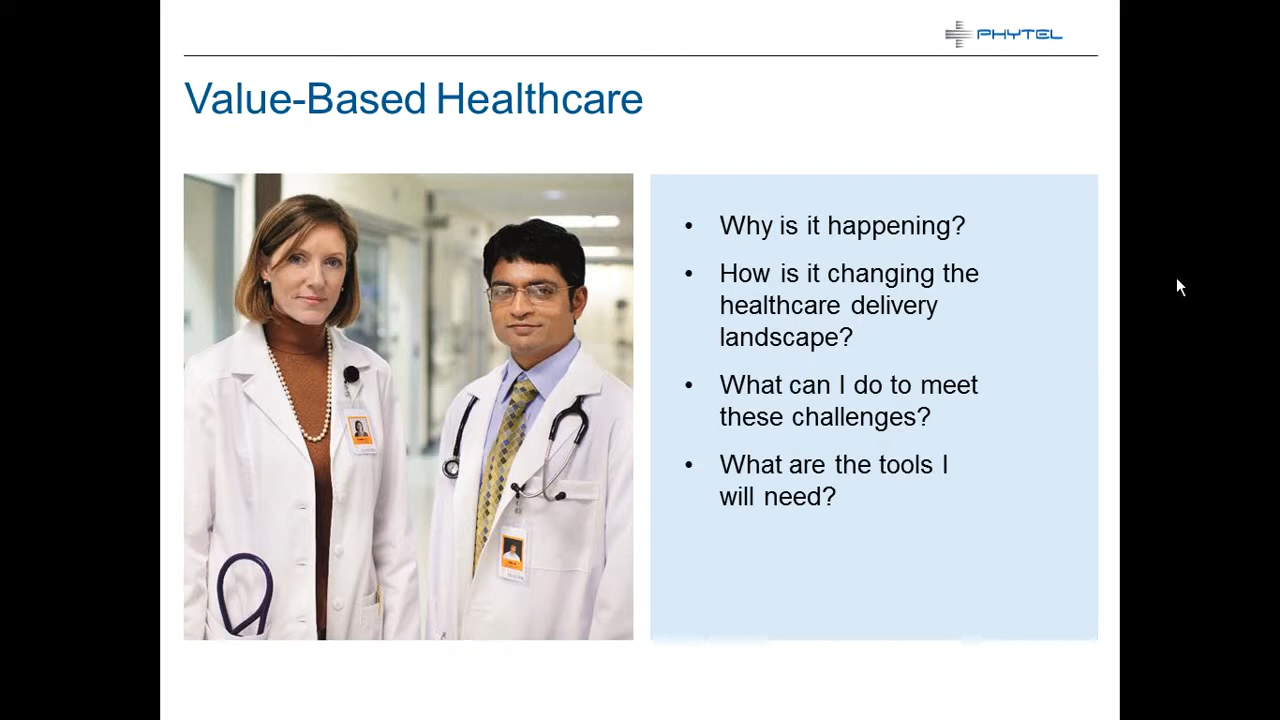 PHYTEL
Value-Based Healthcare
• Why is it happening?
• How is it changing the
healthcare delivery
landscape?
• What can I do to meet
these challenges?
• What are the tools I
will need?